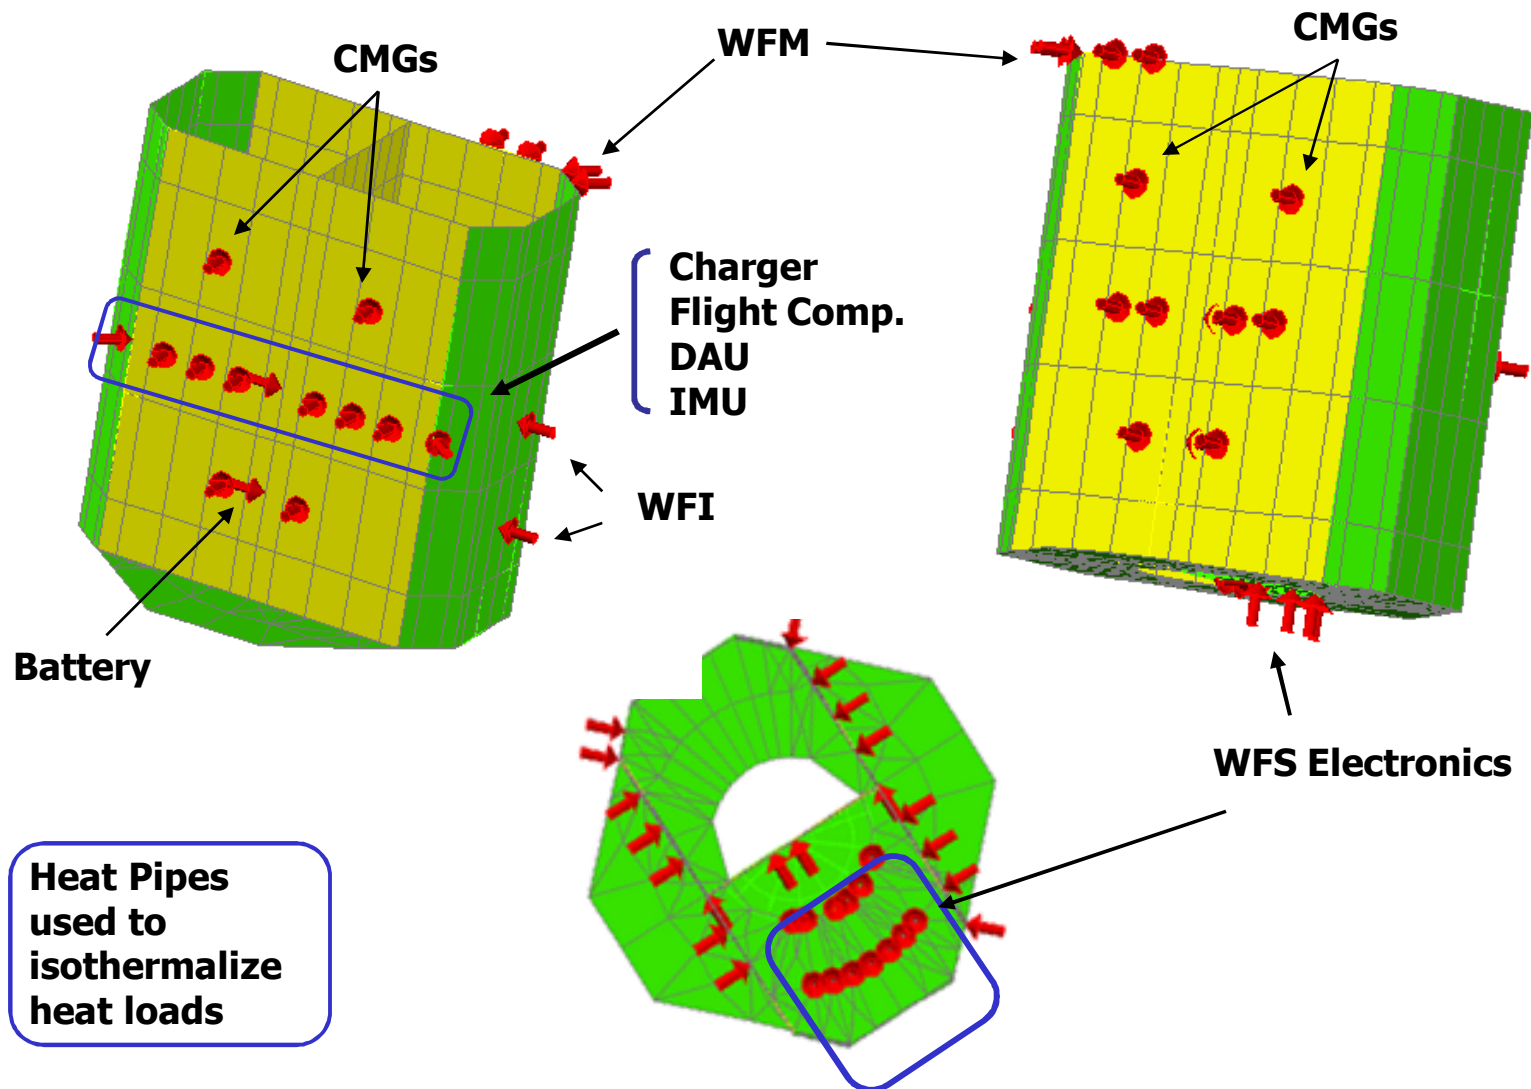 CMGs
WFM
CMGs
Charger
Flight Comp.
DAU
IMU
WFI
Battery
WFS Electronics
Heat Pipes
used to
isothermalize
heat loads